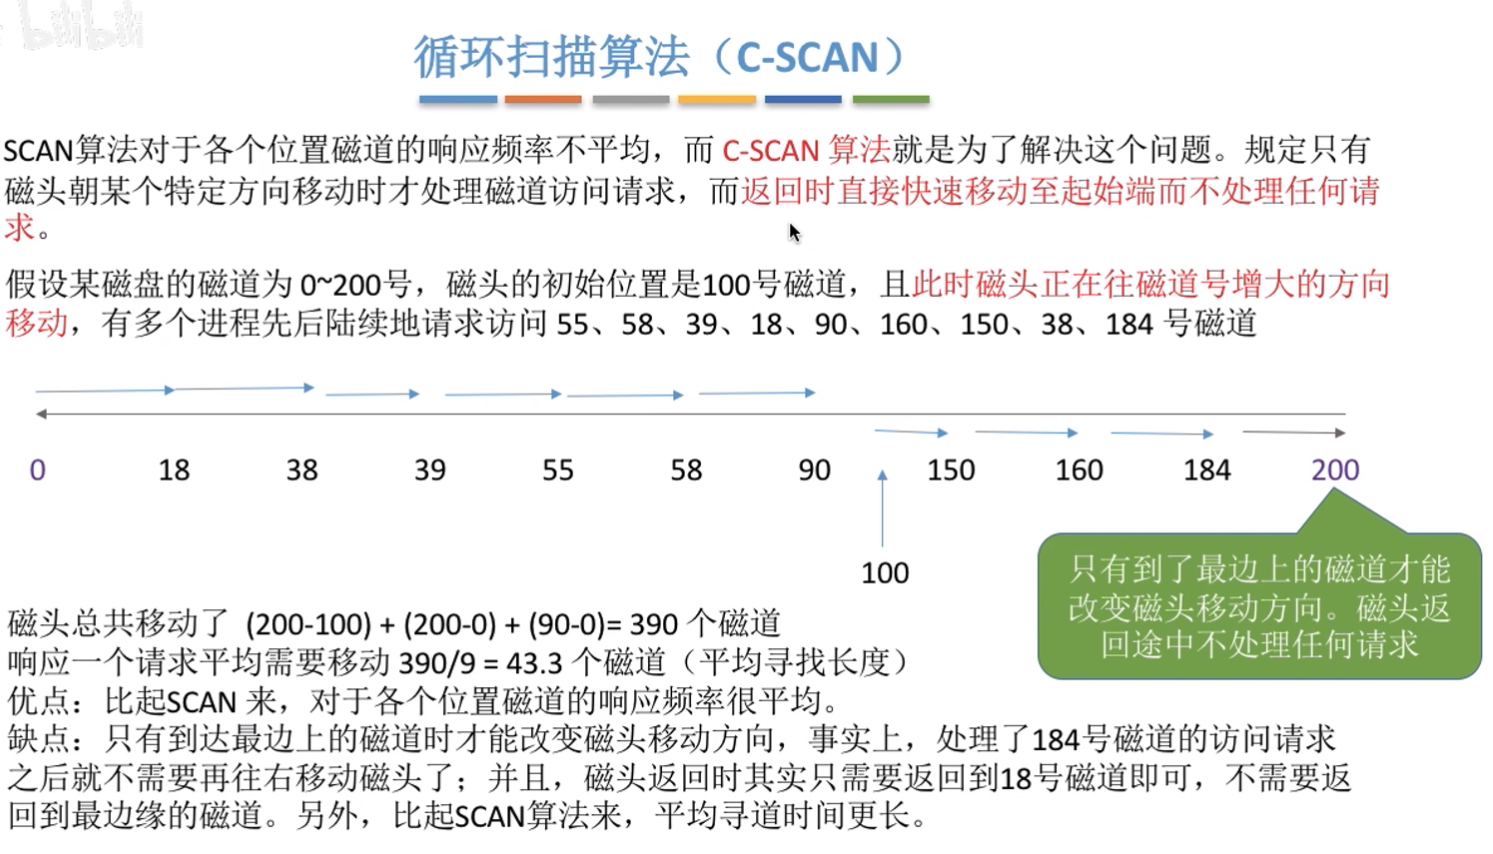 bilibili
循环扫描算法（C-SCAN）
SCAN算法对于各个位置磁道的响应频率不平均，而 C-SCAN 算法就是为了解决这个问题。规定只有
磁头朝某个特定方向移动时才处理磁道访问请求，而返回时直接快速移动至起始端而不处理任何请
求。
假设某磁盘的磁道为 0~200号，磁头的初始位置是100号磁道，且此时磁头正在往磁道号增大的方向
移动，有多个进程先后陆续地请求访问 55、58、39、18、90、160、150、38、184 号磁道
0 18 38 39 55 58 90 150 160 184 200
100
只有到了最边上的磁道才能
改变磁头移动方向。磁头返
回途中不处理任何请求
磁头总共移动了 (200-100) + (200-0) + (90-0)= 390 个磁道
响应一个请求平均需要移动 390/9 = 43.3 个磁道（平均寻找长度）
优点：比起SCAN 来，对于各个位置磁道的响应频率很平均。
缺点：只有到达最边上的磁道时才能改变磁头移动方向，事实上，处理了184号磁道的访问请求
之后就不需要再往右移动磁头了；并且，磁头返回时其实只需要返回到18号磁道即可，不需要返
回到最边缘的磁道。另外，比起SCAN算法来，平均寻道时间更长。